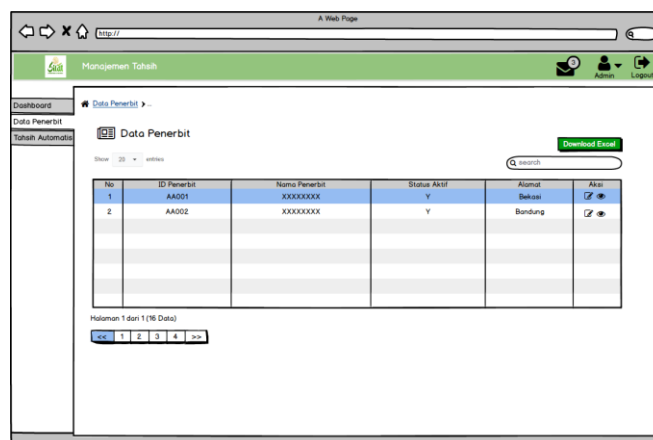 A Web Page
http://
Manajemen Tahsih
3
Admin
Logout
Dashboard
Data Penerbit
Tahsih Automatis
Data Penerbit > ..
Data Penerbit
Download Excel
Show 20 entries
search
No ID Penerbit Nama Penerbit Status Aktif Alamat Aksi
1 AA001 XXXXXXXX Y Bekasi
2 AA002 XXXXXXXX Y Bandung
Halaman 1 dari 1 (16 Data)
<< 1 2 3 4 >>